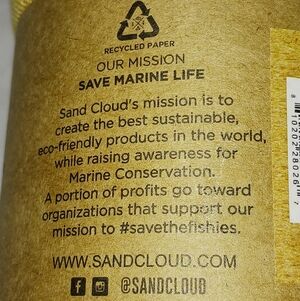 RECYCLED PAPER
OUR MISSION
SAVE MARINE LIFE
Sand Cloud's mission is to
create the best sustainable,
eco-friendly products in the world,
while raising awareness for
Marine Conservation.
A portion of profits go toward
organizations that support our
mission to #savethefishies.
WWW.SANDCLOUD.COM
@SANDCLOUD